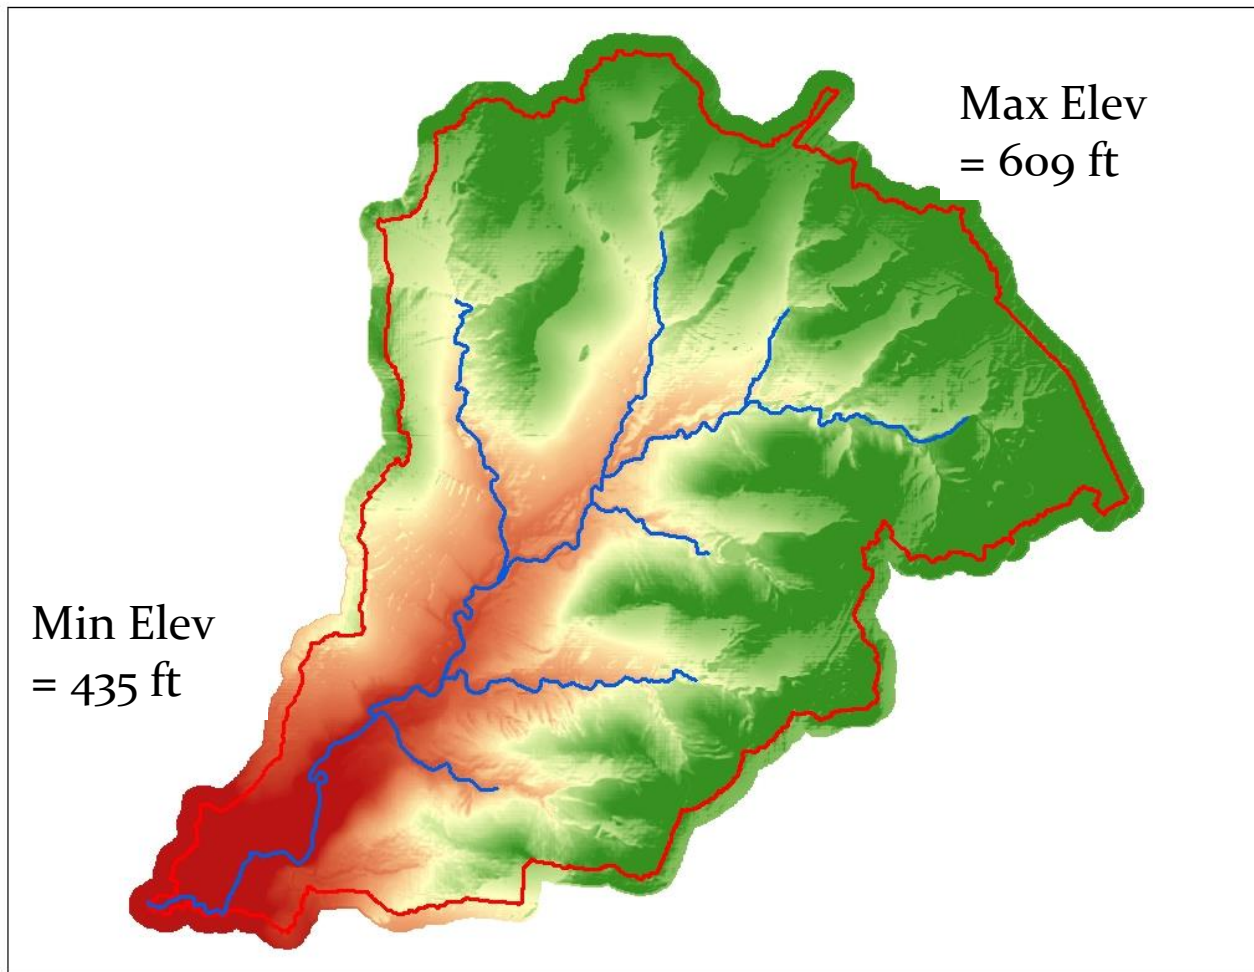 Max Elev
= 609 ft
Min Elev
= 435 ft